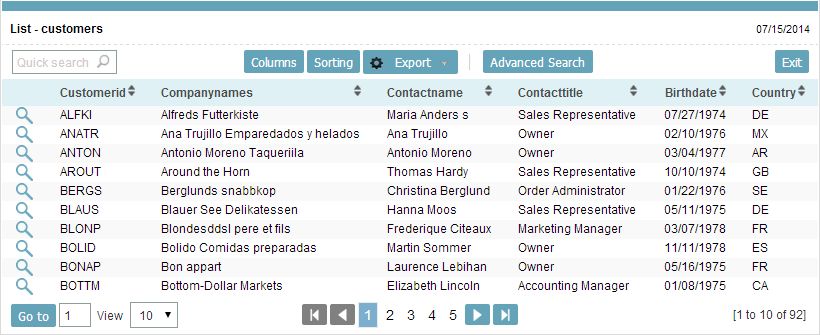 List - customers 07/15/2014
Quick search Columns Sorting Export Advanced Search Exit
Customerid Companynames Contactname Contacttitle Birthdate Country
ALFKI Alfreds Futterkiste Maria Anders s Sales Representative 07/27/1974 DE
ANATR Ana Trujillo Emparedados y helados Ana Trujillo Owner 02/10/1976 MX
ANTON Antonio Moreno Taqueriila Antonio Moreno Owner 03/04/1977 AR
AROUT Around the Horn Thomas Hardy Sales Representative 10/10/1974 GB
BERGS Berglunds snabbkop Christina Berglund Order Administrator 01/22/1976 SE
BLAUS Blauer See Delikatessen Hanna Moos Sales Representative 05/11/1975 DE
BLONP Blondesddsl pere et fils Frederique Citeaux Marketing Manager 03/07/1978 FR
BOLID Bolido Comidas preparadas Martin Sommer Owner 11/11/1978 ES
BONAP Bon appart Laurence Lebihan Owner 05/16/1975 FR
BOTTM Bottom-Dollar Markets Elizabeth Lincoln Accounting Manager 01/08/1975 CA
Go to 1 View 10 1 2 3 4 5 [1 to 10 of 92]